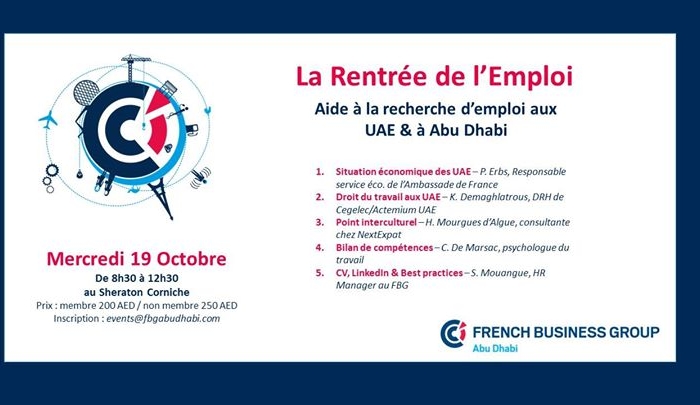 La Rentrée de l'Emploi
Aide à la recherche d'emploi aux
UAE & à Abu Dhabi
1. Situation économique des UAE – P. Erbs, Responsable
service éco. de l'Ambassade de France
2. Droit du travail aux UAE – K. Demaghlatrous, DRH de
Cegelec/Actemium UAE
3. Point interculturel – H. Mourgues d'Algue, consultante
chez NextExpat
4. Bilan de compétences – C. De Marsac, psychologue du
travail
5. CV, LinkedIn & Best practices – S. Mouangue, HR
Manager au FBG
Mercredi 19 Octobre
De 8h30 à 12h30
au Sheraton Corniche
Prix : membre 200 AED / non membre 250 AED
Inscription : events@fbgabudhabi.com
FRENCH BUSINESS GROUP
Abu Dhabi